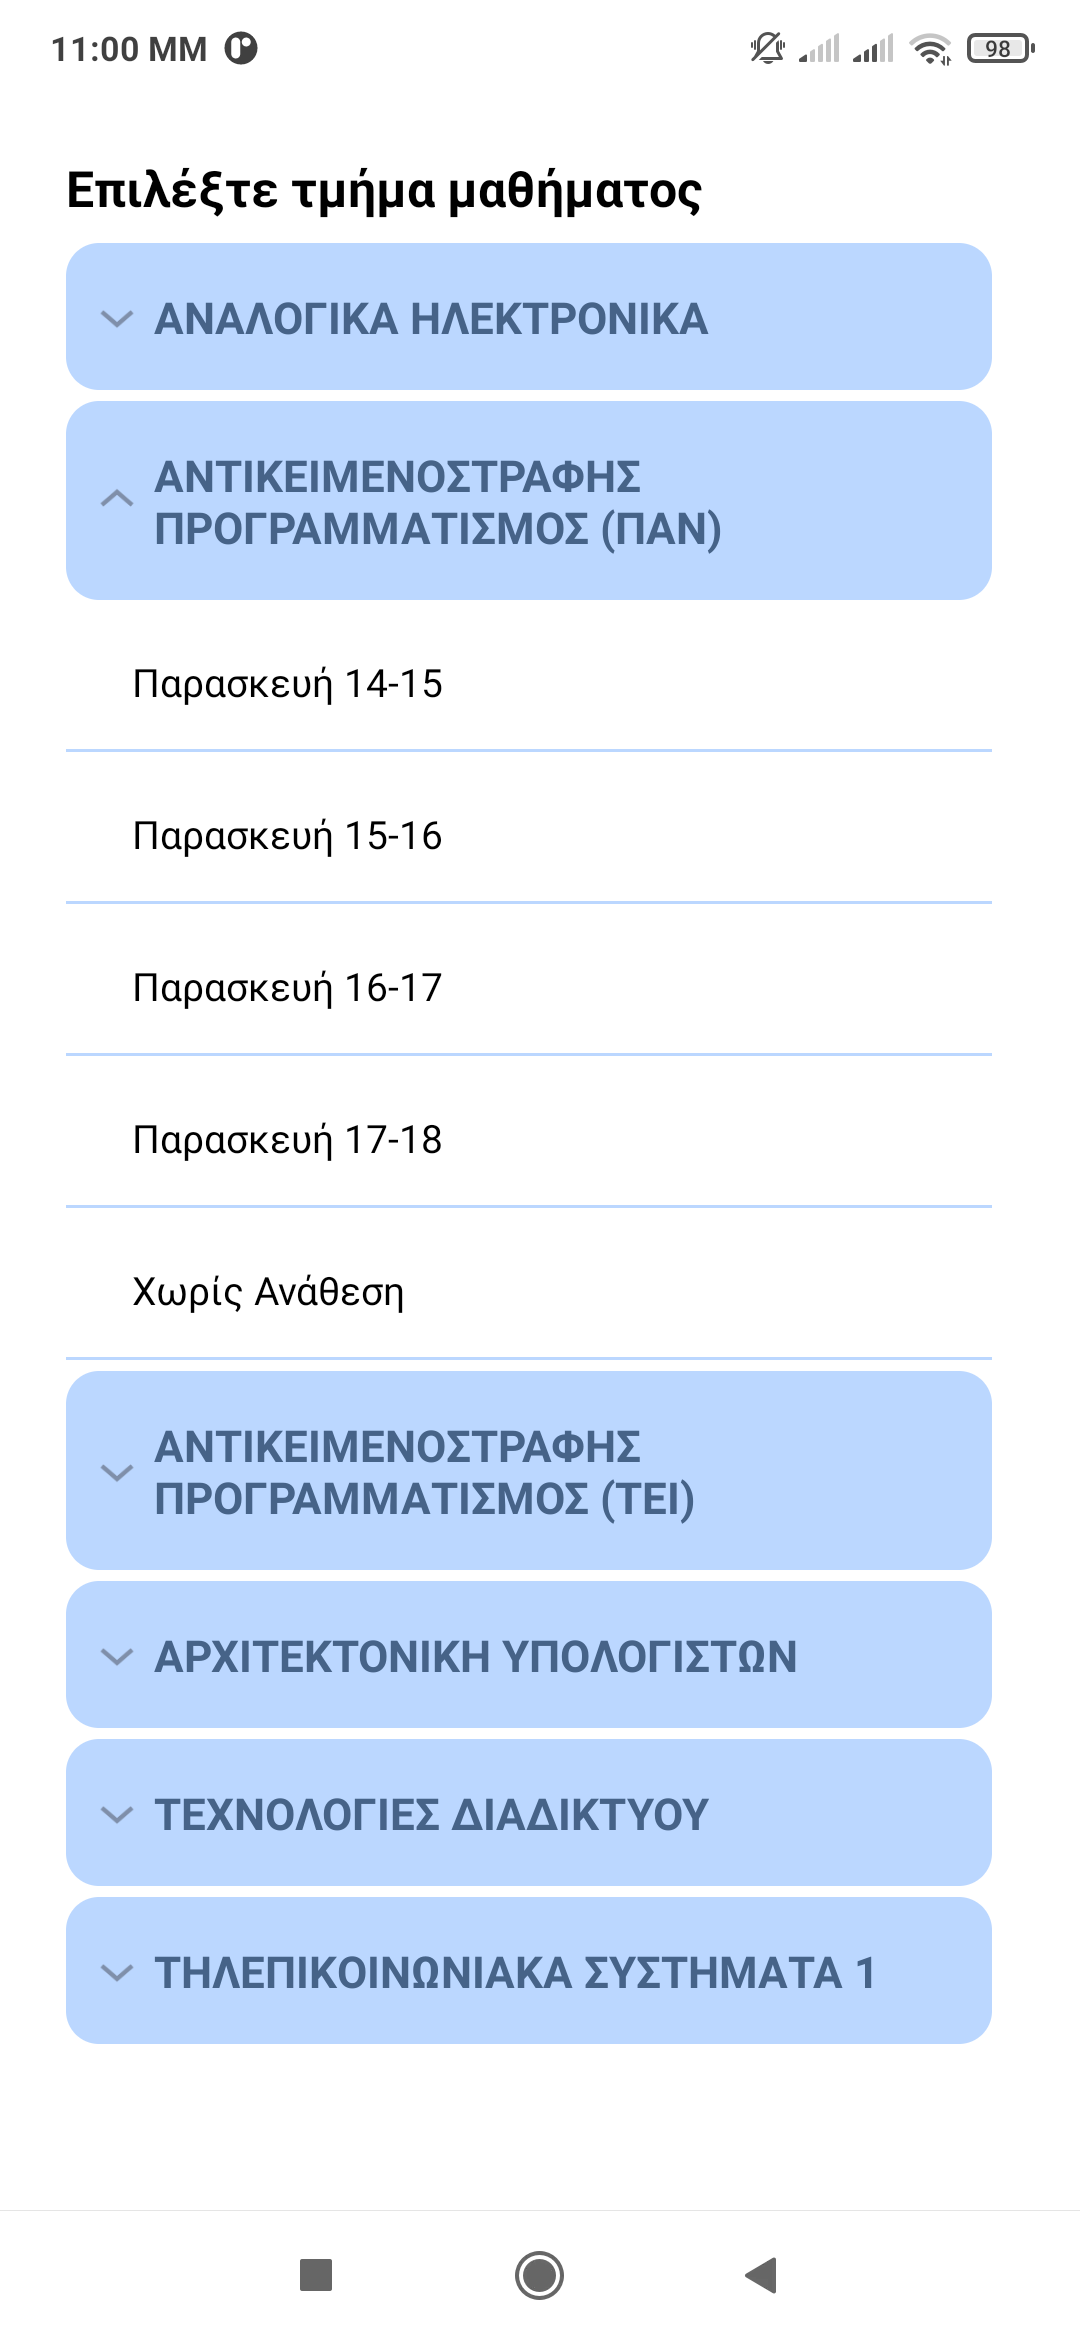 11:00 ΜΜ
98
Επιλέξτε τμήμα μαθήματος
ΑΝΑΛΟΓΙΚΑ ΗΛΕΚΤΡΟΝΙΚΑ
ΑΝΤΙΚΕΙΜΕΝΟΣΤΡΑΦΗΣ
ΠΡΟΓΡΑΜΜΑΤΙΣΜΟΣ (ΠΑΝ)
Παρασκευή 14-15
Παρασκευή 15-16
Παρασκευή 16-17
Παρασκευή 17-18
Χωρίς Ανάθεση
ΑΝΤΙΚΕΙΜΕΝΟΣΤΡΑΦΗΣ
ΠΡΟΓΡΑΜΜΑΤΙΣΜΟΣ (ΤΕΙ)
ΑΡΧΙΤΕΚΤΟΝΙΚΗ ΥΠΟΛΟΓΙΣΤΩΝ
ΤΕΧΝΟΛΟΓΙΕΣ ΔΙΑΔΙΚΤΥΟΥ
ΤΗΛΕΠΙΚΟΙΝΩΝΙΑΚΑ ΣΥΣΤΗΜΑΤΑ 1